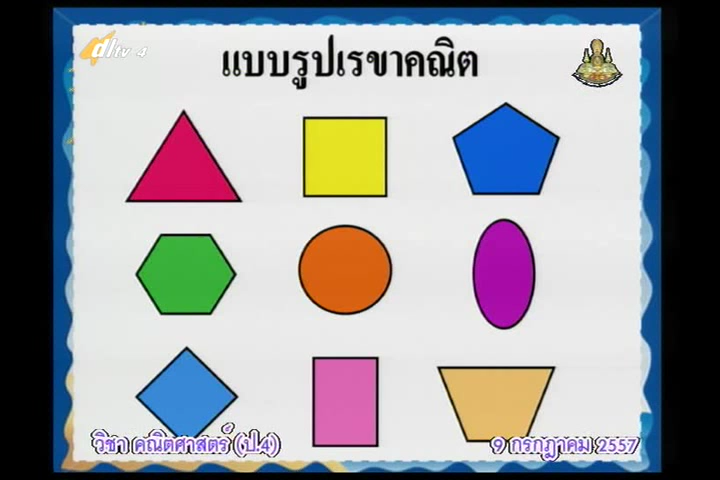 dltv 4
แบบรูปเรขาคณิต
วิชา คณิตศาสตร์ (ป.4)
9 กรกฎาคม 2557